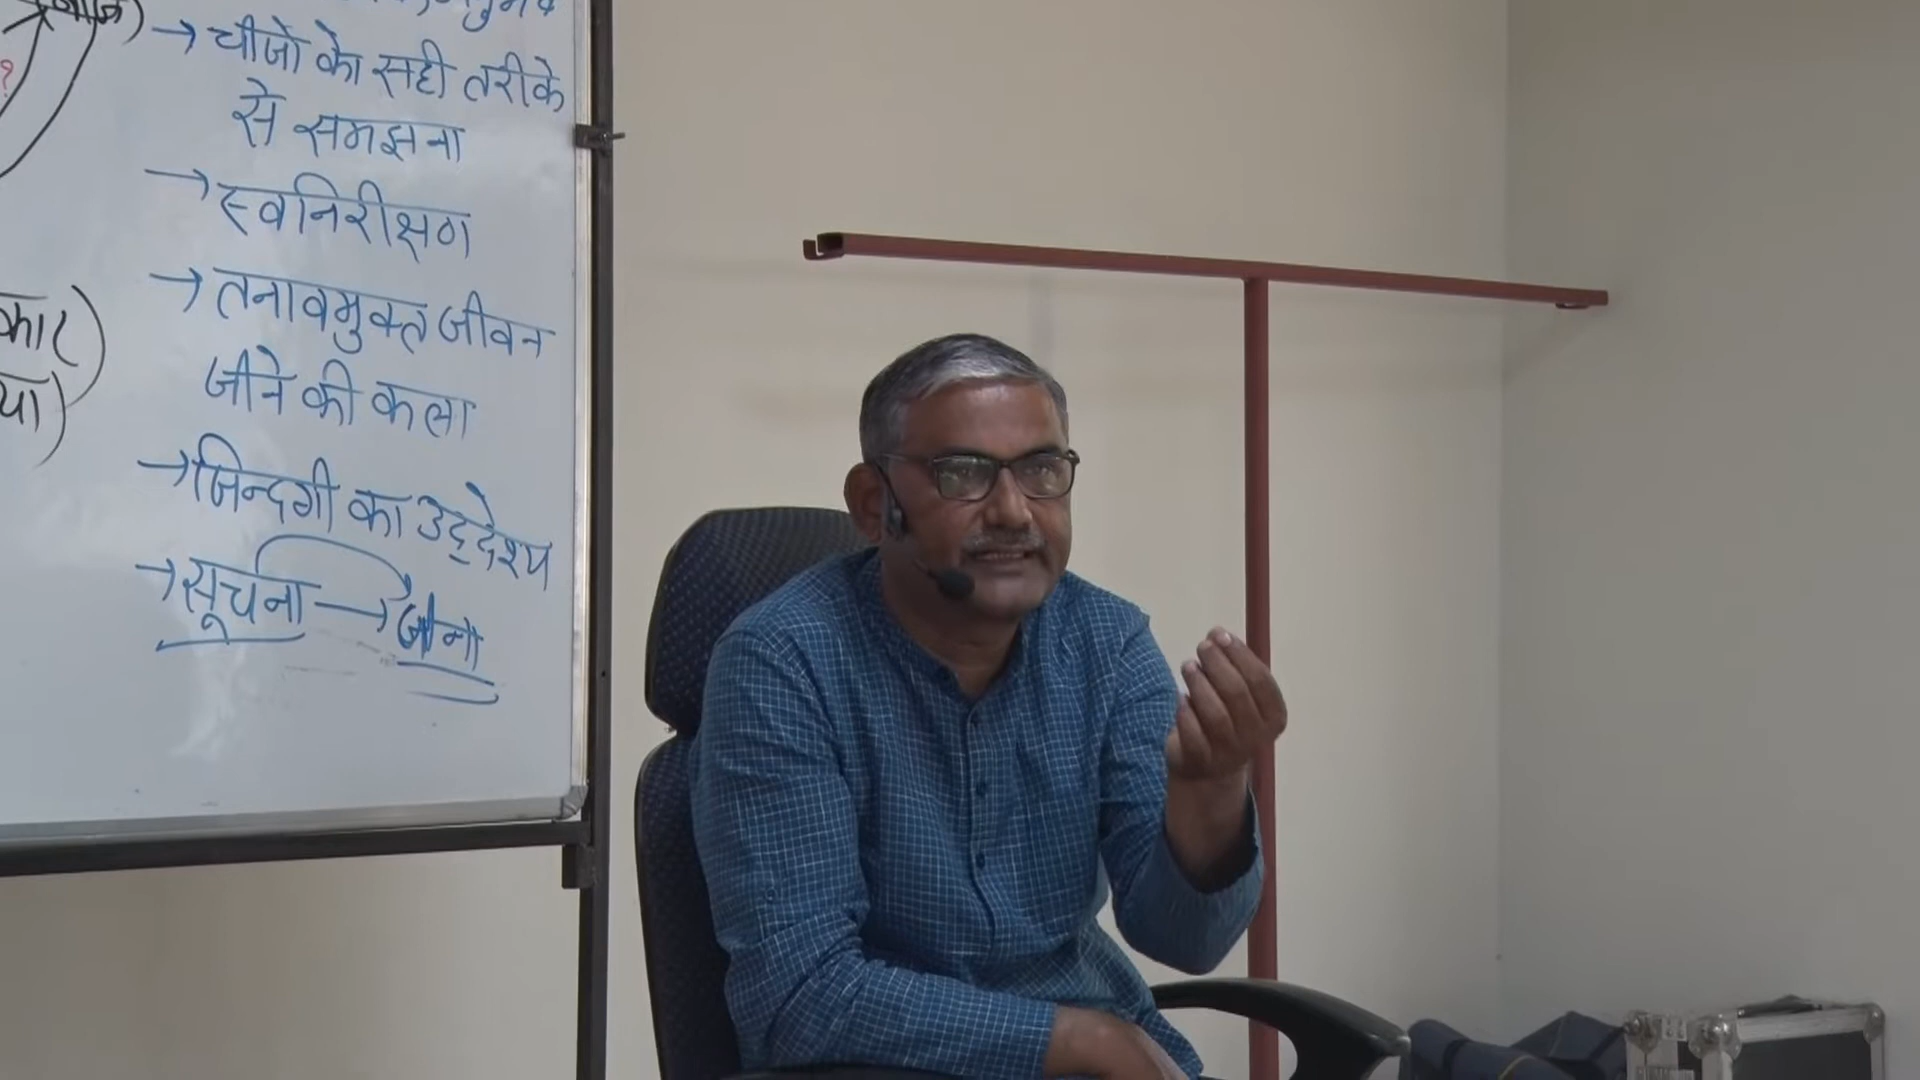 → चीजों को सही तरीके
से समझना
→ स्वनिरीक्षण
→ तनावमुक्त जीवन
जीने की कला
→ जिन्दगी का उद्देश्य
→ सूचना → जीना
?